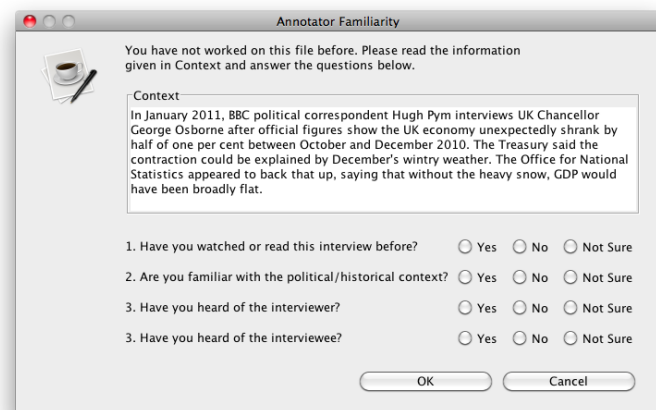 Annotator Familiarity
You have not worked on this file before. Please read the information
given in Context and answer the questions below.
Context
In January 2011, BBC political correspondent Hugh Pym interviews UK Chancellor
George Osborne after official figures show the UK economy unexpectedly shrank by
half of one per cent between October and December 2010. The Treasury said the
contraction could be explained by December's wintry weather. The Office for National
Statistics appeared to back that up, saying that without the heavy snow, GDP would
have been broadly flat.
1. Have you watched or read this interview before? Yes No Not Sure
2. Are you familiar with the political/historical context? Yes No Not Sure
3. Have you heard of the interviewer? Yes No Not Sure
3. Have you heard of the interviewee? Yes No Not Sure
OK Cancel